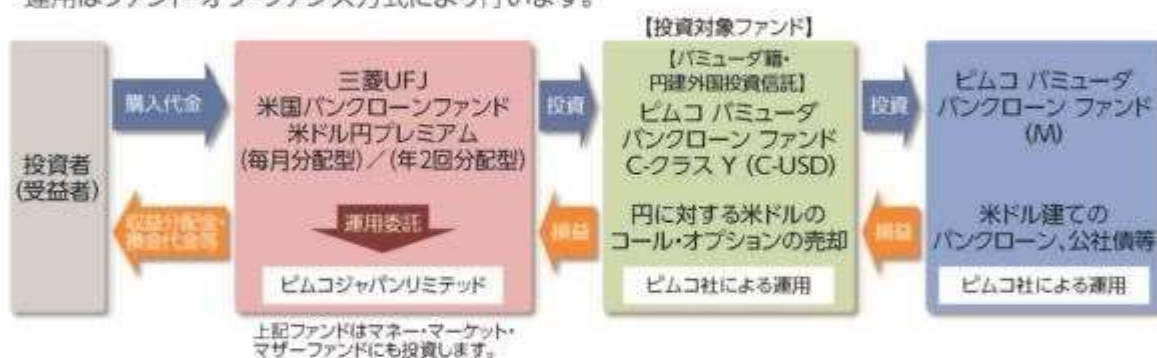 運用はファンド・オブ・ファンズ方式により行います。
【投資対象ファンド】
投資者
(受益者)
購入代金
収益分配金・
換金代金等
三菱UFJ
米国バンクローンファンド
米ドル円プレミアム
(毎月分配型)／(年2回分配型)
運用委託
ピムコジャパンリミテッド
上記ファンドはマネー・マーケット・
マザーファンドにも投資します。
投資
損益
【バミューダ籍・
円建外国投資信託】
ピムコ バミューダ
バンクローン ファンド
C-クラス Y (C-USD)
円に対する米ドルの
コール・オプションの売却
ピムコ社による運用
投資
損益
ピムコ バミューダ
バンクローン ファンド
(M)
米ドル建ての
バンクローン、公社債等
ピムコ社による運用